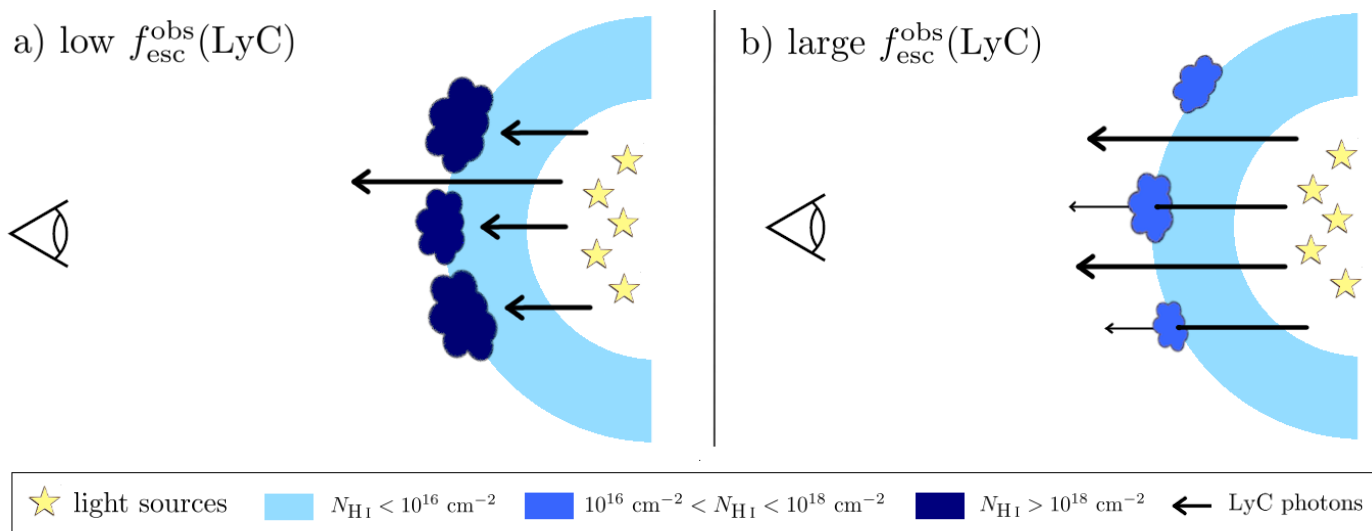 a) low f_esc^obs(LyC)
b) large f_esc^obs(LyC)
light sources
N_H I < 10^16 cm^−2
10^16 cm^−2 < N_H I < 10^18 cm^−2
N_H I > 10^18 cm^−2
LyC photons